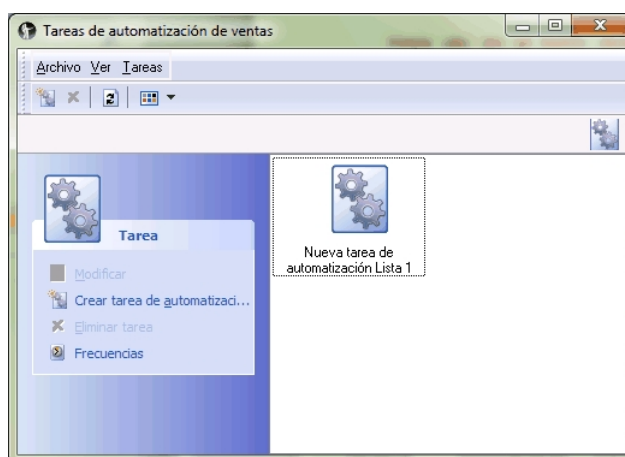 Tareas de automatización de ventas
Archivo Ver Tareas
Tarea
Modificar
Crear tarea de automatizaci...
Eliminar tarea
Frecuencias
Nueva tarea de
automatización Lista 1